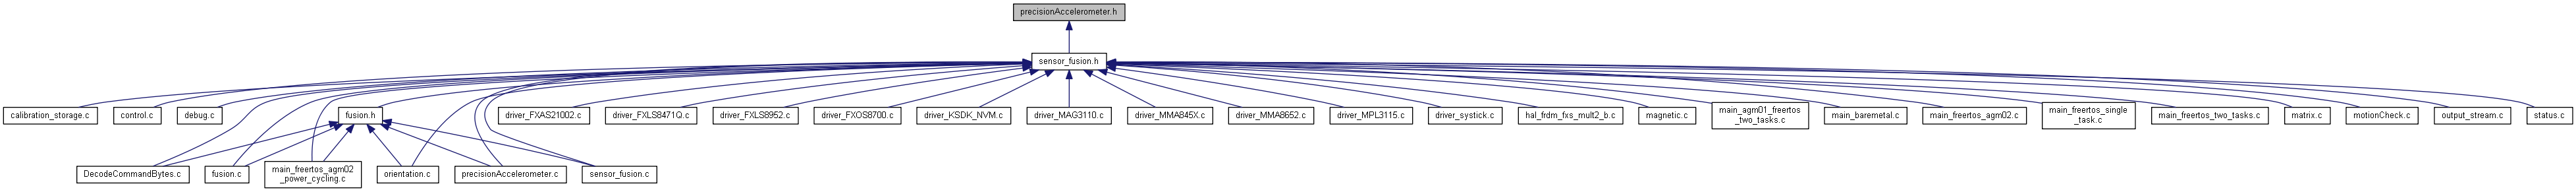 precisionAccelerometer.h
sensor_fusion.h
calibration_storage.c
control.c
debug.c
fusion.h
driver_FXAS21002.c
driver_FXLS8471Q.c
driver_FXLS8952.c
driver_FXOS8700.c
driver_KSDK_NVM.c
driver_MAG3110.c
driver_MMA845X.c
driver_MMA8652.c
driver_MPL3115.c
driver_systick.c
hal_frdm_fxs_mult2_b.c
magnetic.c
main_agm01_freertos
_two_tasks.c
main_baremetal.c
main_freertos_agm02.c
main_freertos_single
_task.c
main_freertos_two_tasks.c
matrix.c
motionCheck.c
output_stream.c
status.c
DecodeCommandBytes.c
fusion.c
main_freertos_agm02
_power_cycling.c
orientation.c
precisionAccelerometer.c
sensor_fusion.c